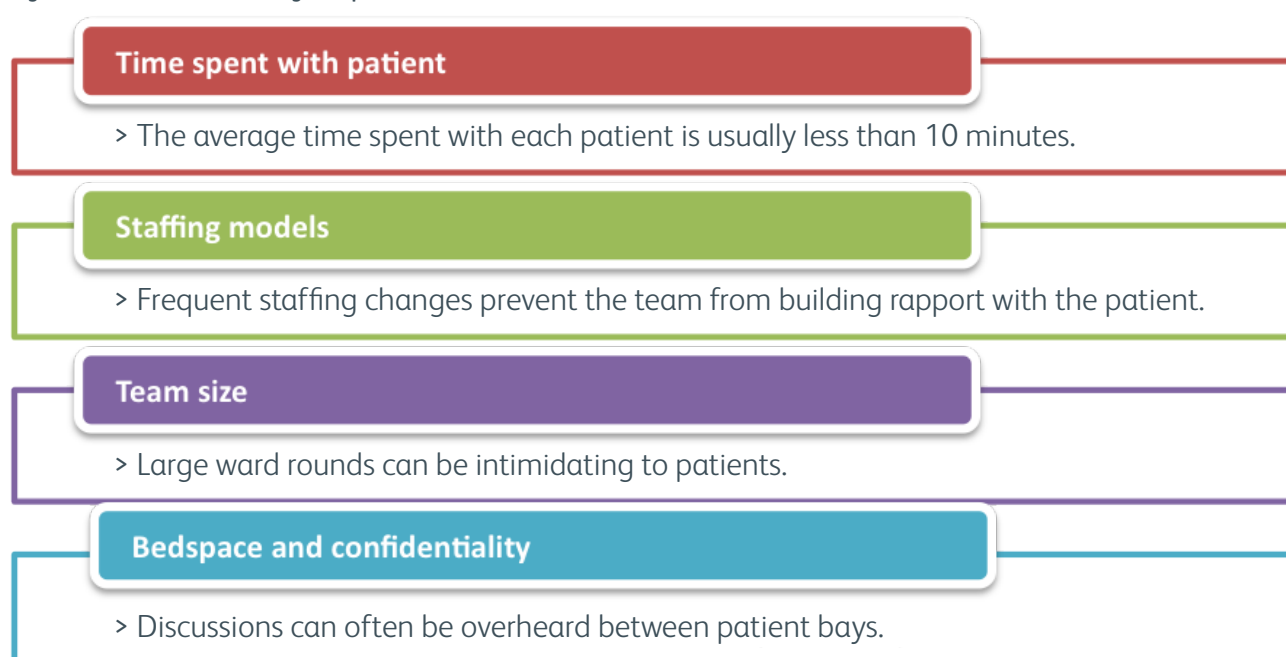 Time spent with patient
> The average time spent with each patient is usually less than 10 minutes.
Staffing models
> Frequent staffing changes prevent the team from building rapport with the patient.
Team size
> Large ward rounds can be intimidating to patients.
Bedspace and confidentiality
> Discussions can often be overheard between patient bays.